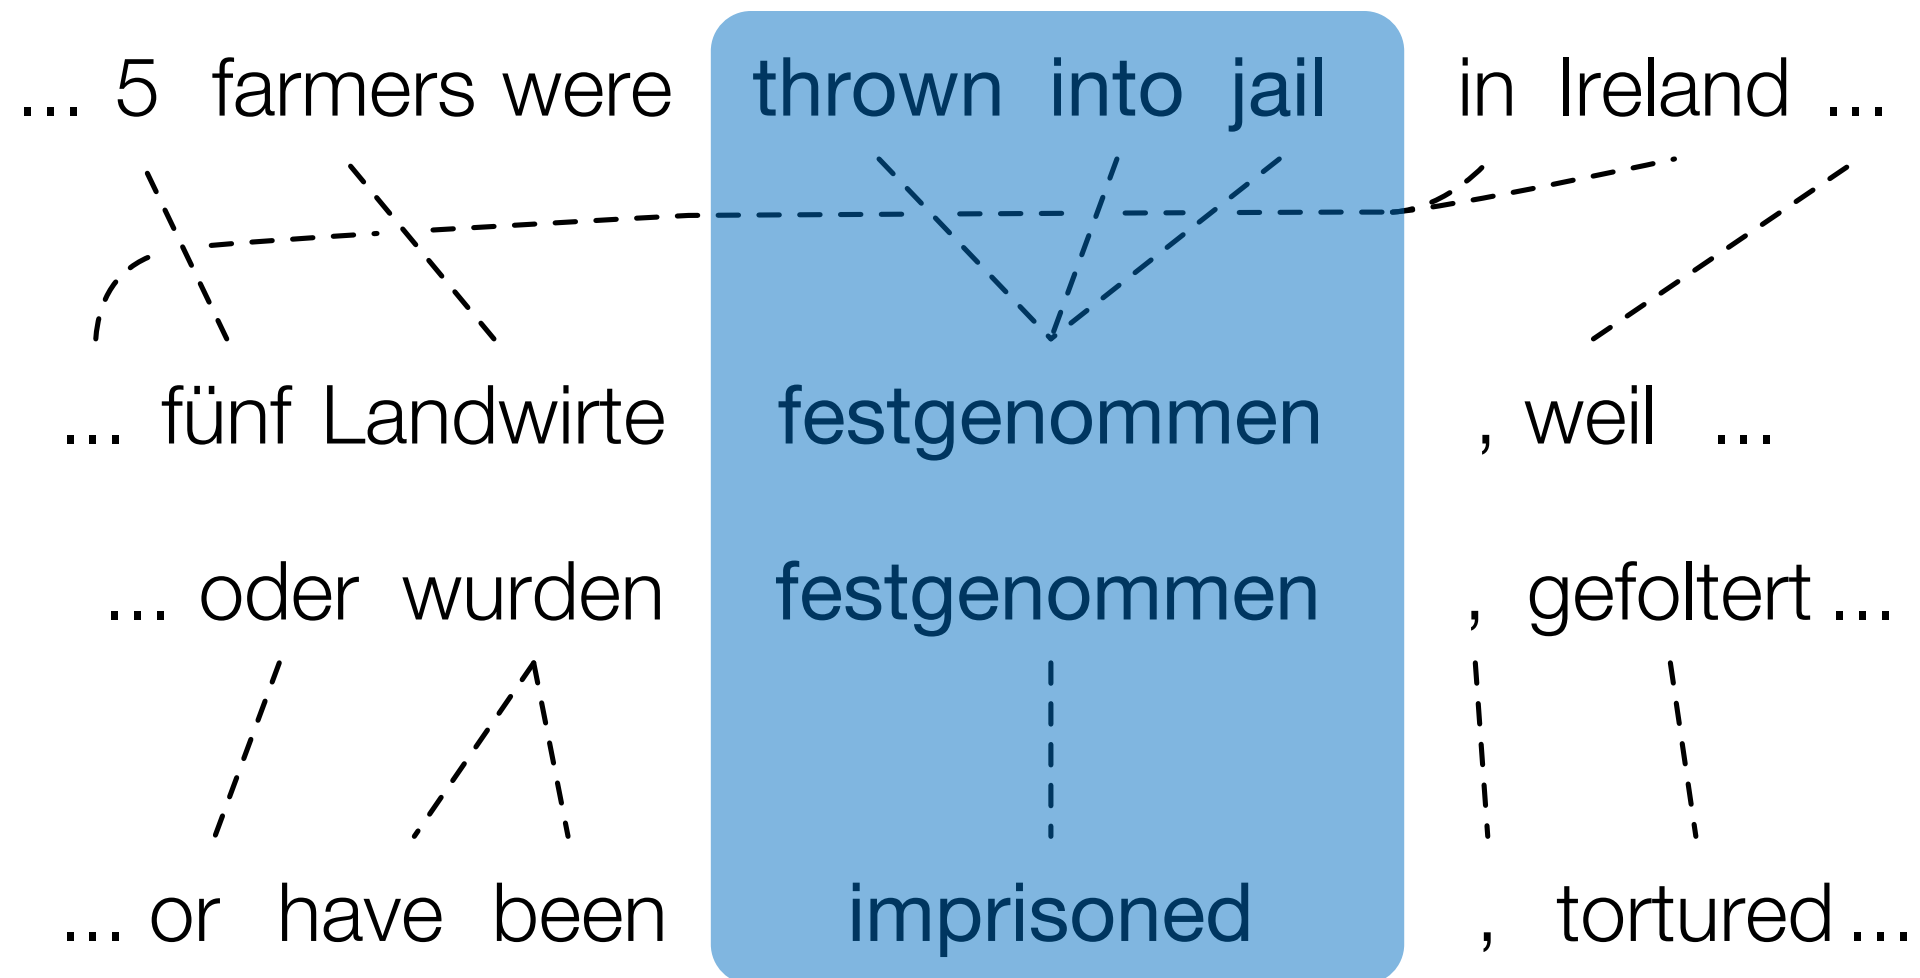 ... 5 farmers were thrown into jail in Ireland ...
... fünf Landwirte festgenommen , weil ...
... oder wurden festgenommen , gefoltert ...
... or have been imprisoned , tortured ...